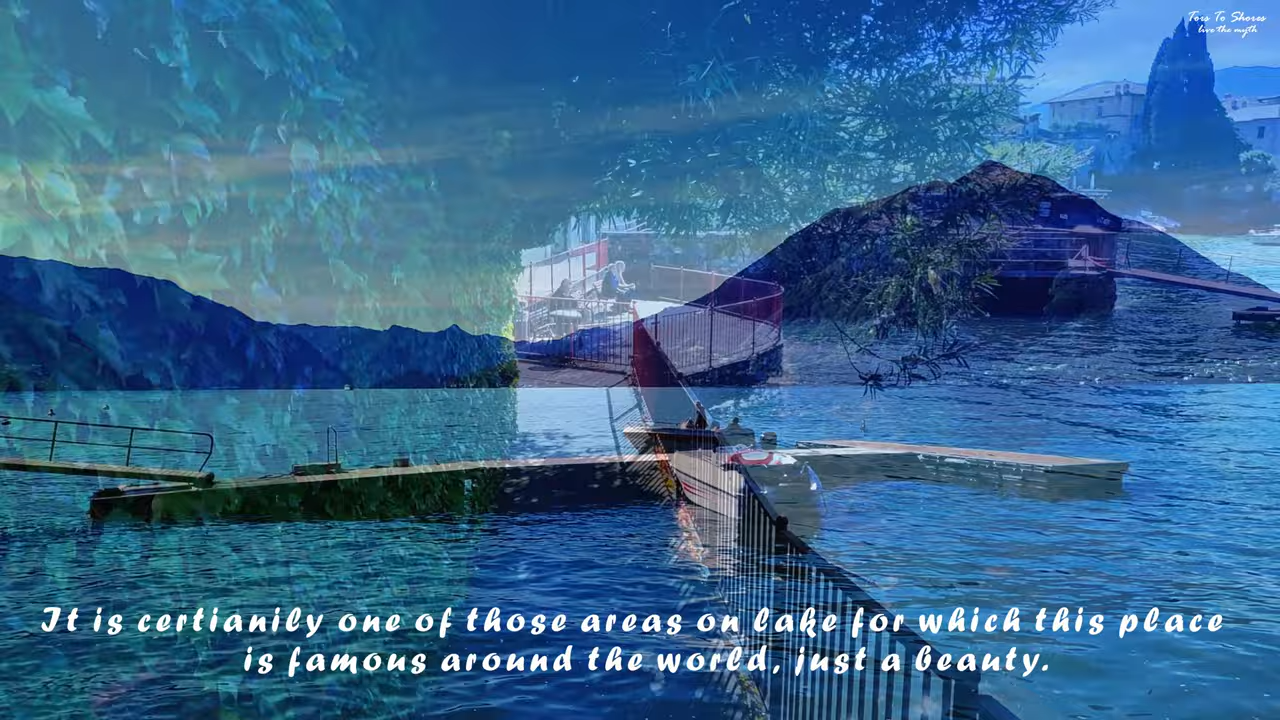 Tors To Shores
live the myth
It is certianily one of those areas on lake for which this place
is famous around the world, just a beauty.